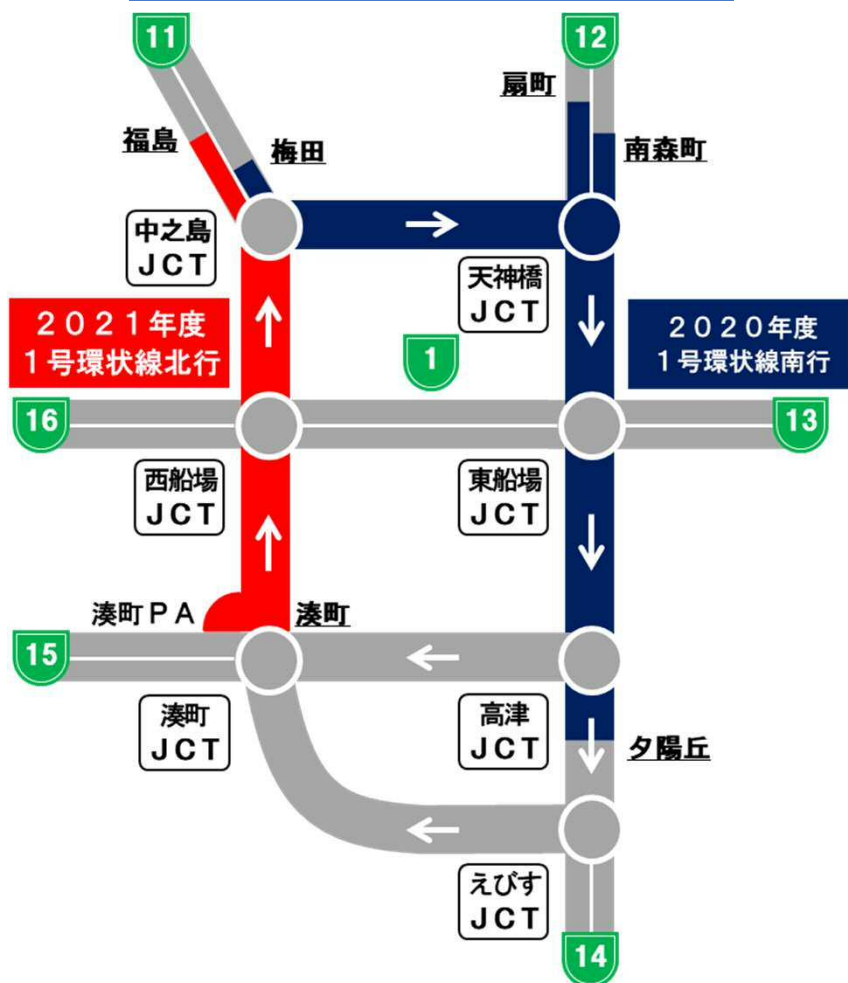 11
12
扇町
福島
梅田
南森町
中之島
JCT
天神橋
JCT
２０２１年度
１号環状線北行
1
２０２０年度
１号環状線南行
16
13
西船場
JCT
東船場
JCT
湊町ＰＡ
湊町
15
湊町
JCT
高津
JCT
夕陽丘
えびす
JCT
14